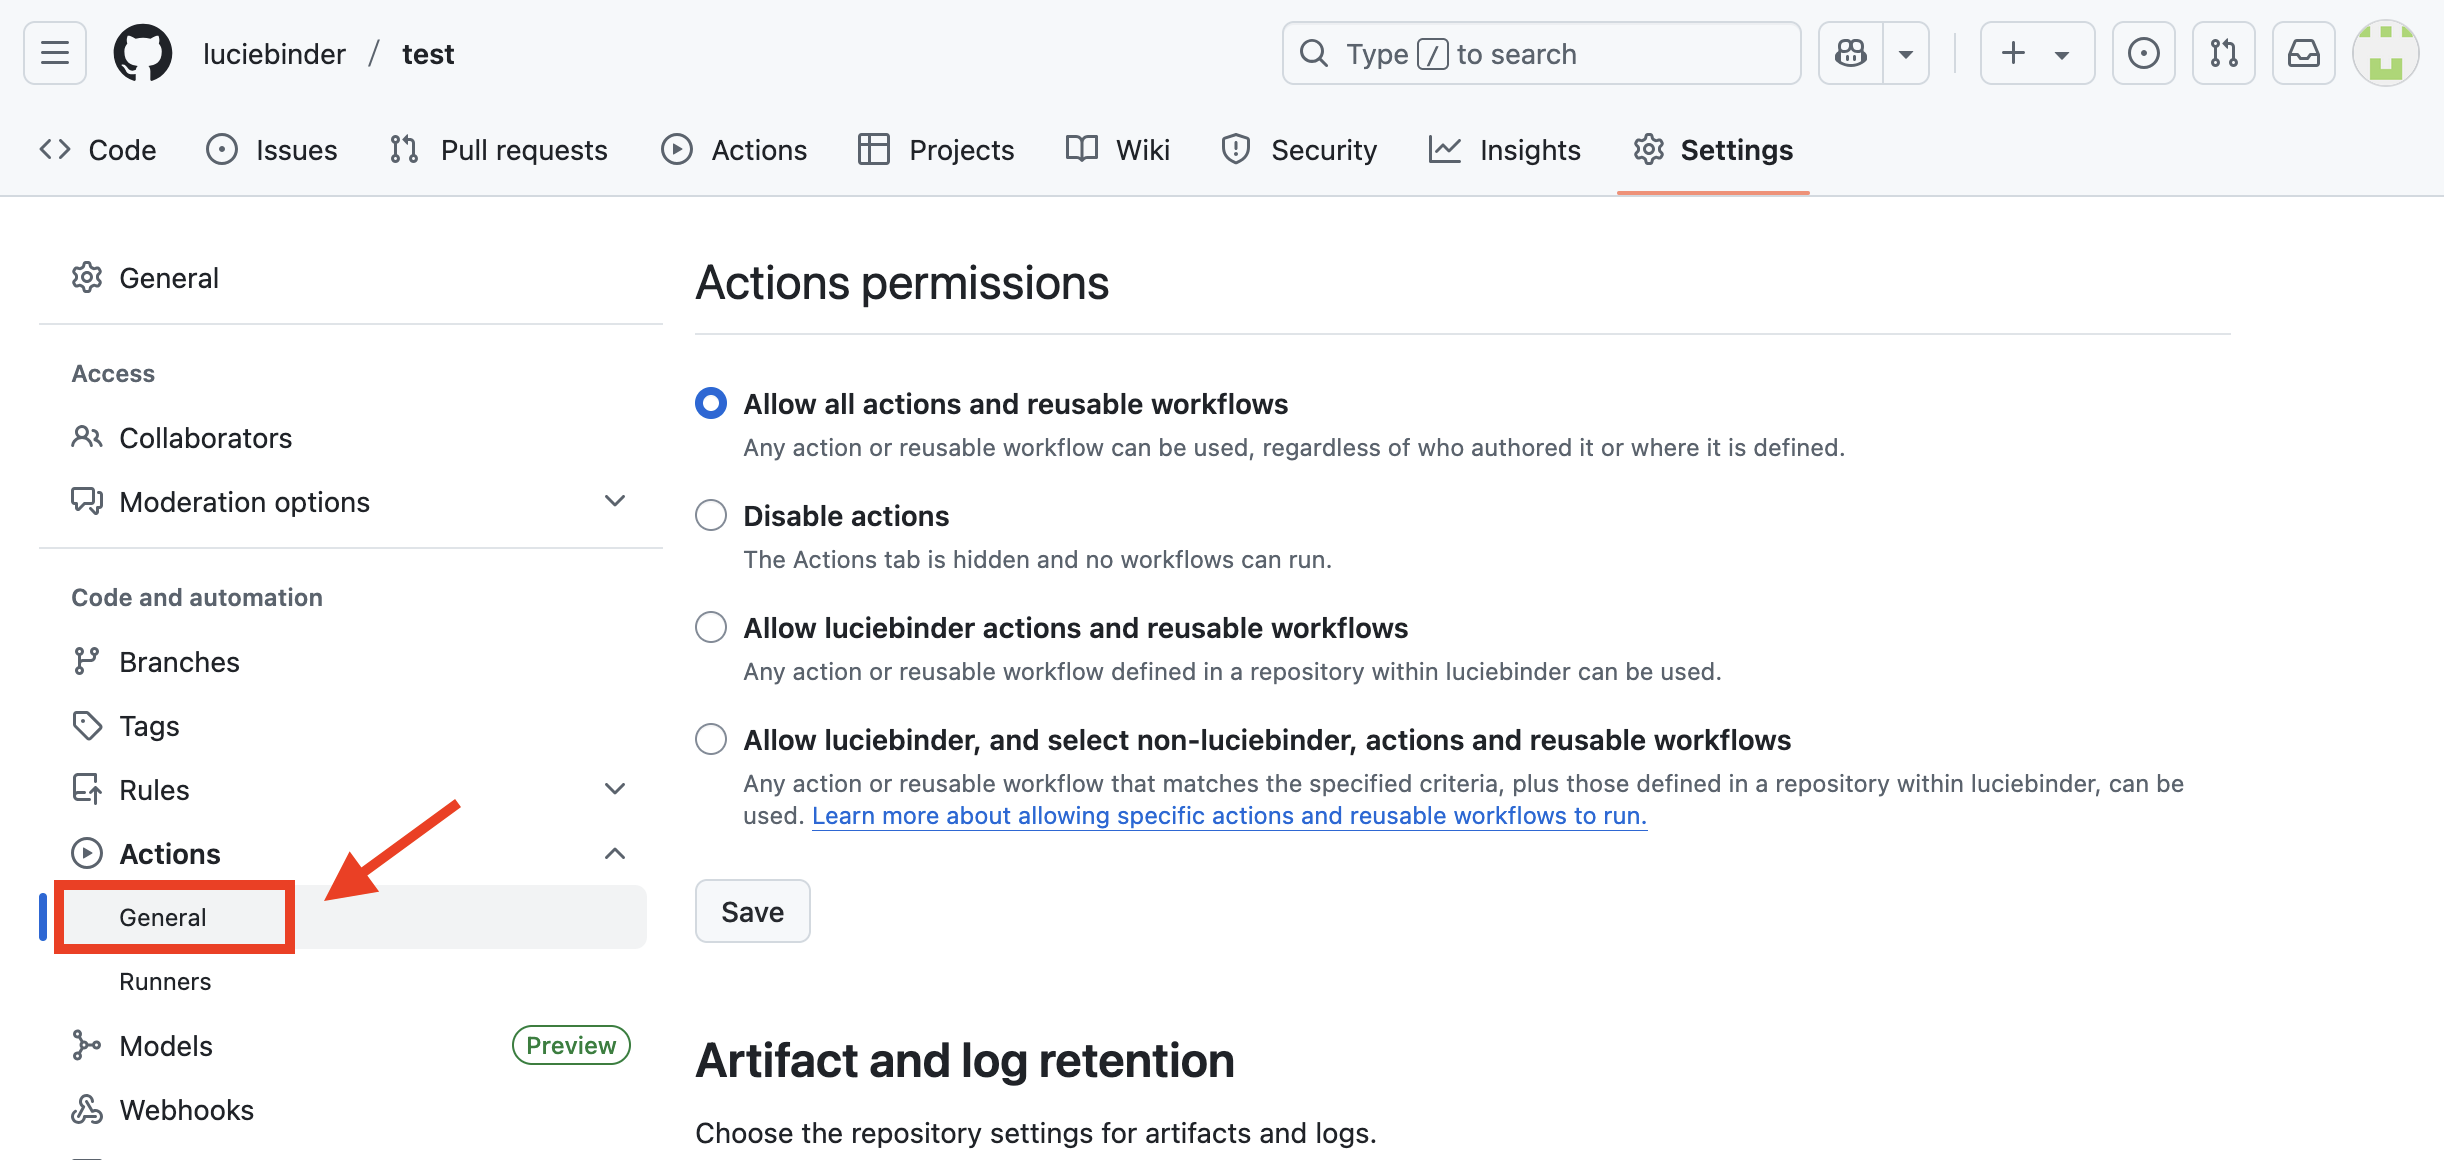 luciebinder / test
Type / to search
Code
Issues
Pull requests
Actions
Projects
Wiki
Security
Insights
Settings
General
Access
Collaborators
Moderation options
Code and automation
Branches
Tags
Rules
Actions
General
Runners
Models
Preview
Webhooks
Actions permissions
Allow all actions and reusable workflows
Any action or reusable workflow can be used, regardless of who authored it or where it is defined.
Disable actions
The Actions tab is hidden and no workflows can run.
Allow luciebinder actions and reusable workflows
Any action or reusable workflow defined in a repository within luciebinder can be used.
Allow luciebinder, and select non-luciebinder, actions and reusable workflows
Any action or reusable workflow that matches the specified criteria, plus those defined in a repository within luciebinder, can be
used. Learn more about allowing specific actions and reusable workflows to run.
Save
Artifact and log retention
Choose the repository settings for artifacts and logs.